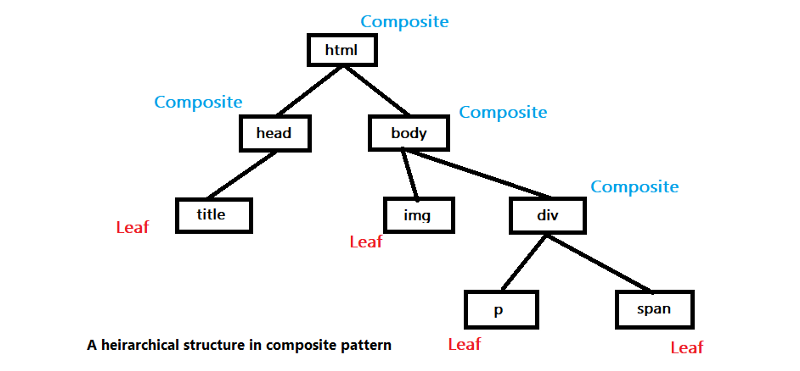 Composite
html
Composite
head
body
Composite
title
Leaf
img
Leaf
div
Composite
p
Leaf
span
Leaf
A heirarchical structure in composite pattern